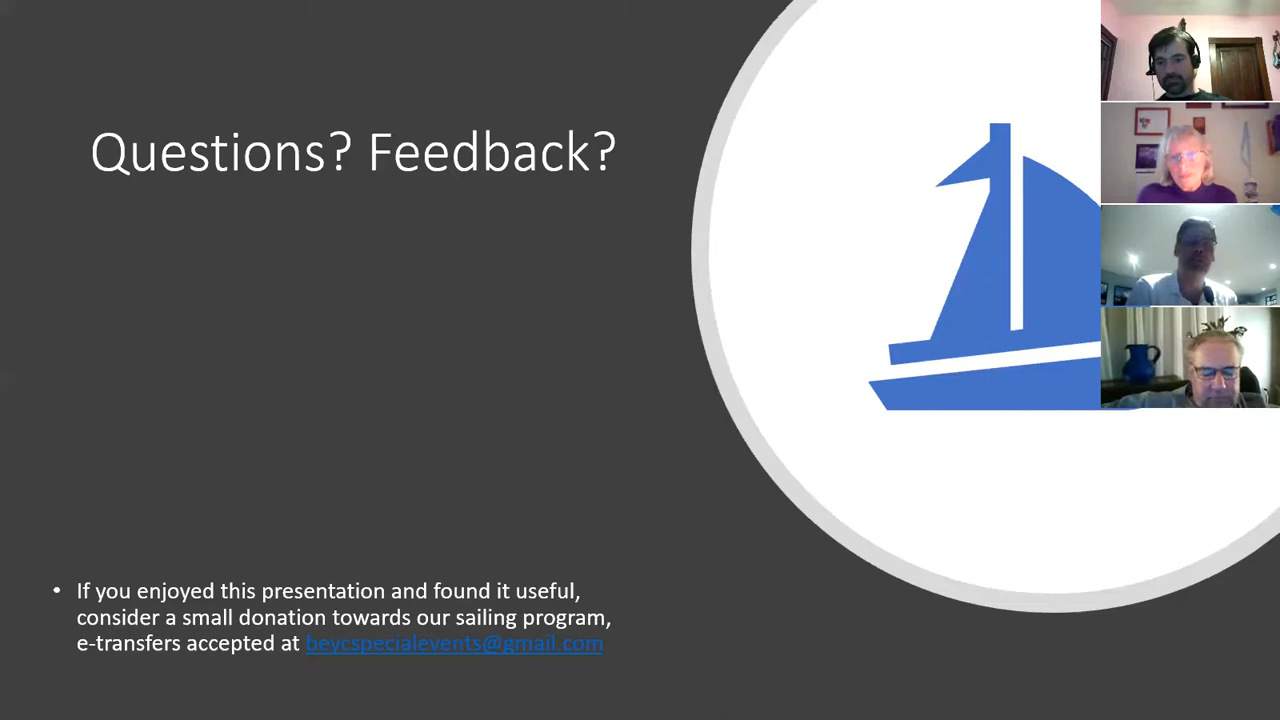 Questions? Feedback?
• If you enjoyed this presentation and found it useful,
consider a small donation towards our sailing program,
e-transfers accepted at beycspecialevents@gmail.com